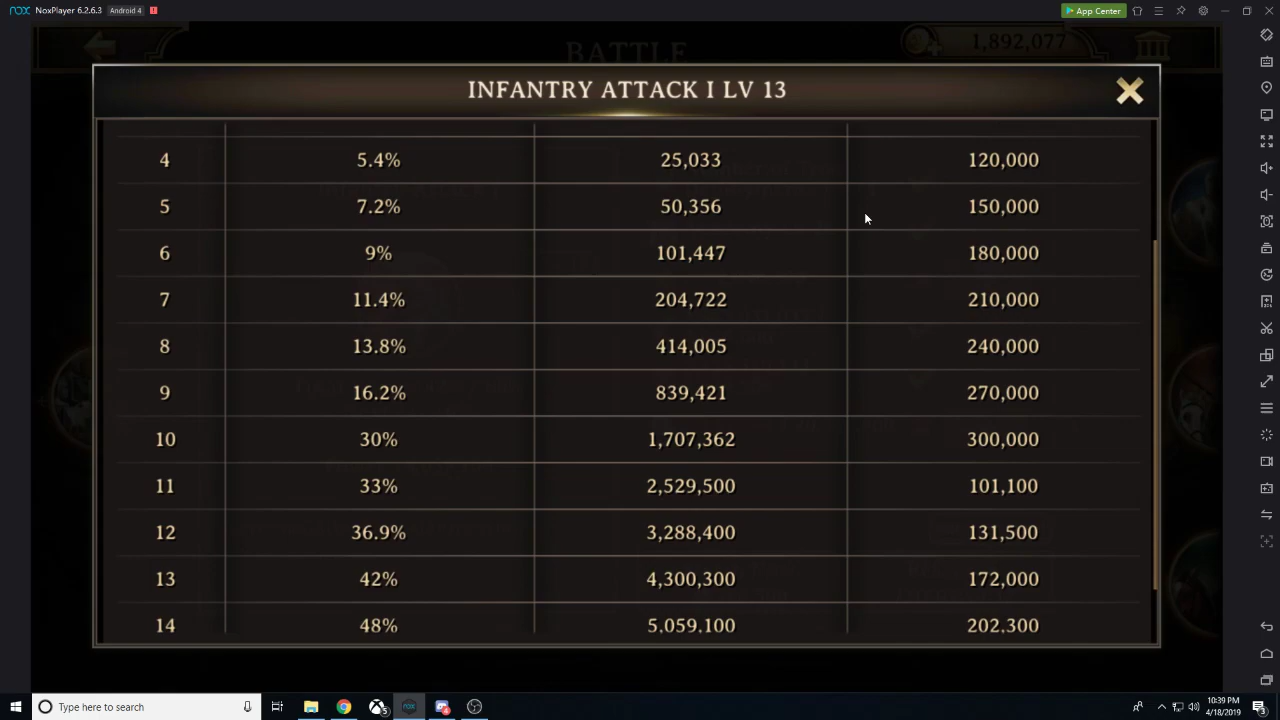 NoxPlayer 6.2.6.3 Android 4
App Center
BATTLE
1,892,077
INFANTRY ATTACK I LV 13
4 5.4% 25,033 120,000
5 7.2% 50,356 150,000
6 9% 101,447 180,000
7 11.4% 204,722 210,000
8 13.8% 414,005 240,000
9 16.2% 839,421 270,000
10 30% 1,707,362 300,000
11 33% 2,529,500 101,100
12 36.9% 3,288,400 131,500
13 42% 4,300,300 172,000
14 48% 5,059,100 202,300
Type here to search
10:39 PM
4/18/2019